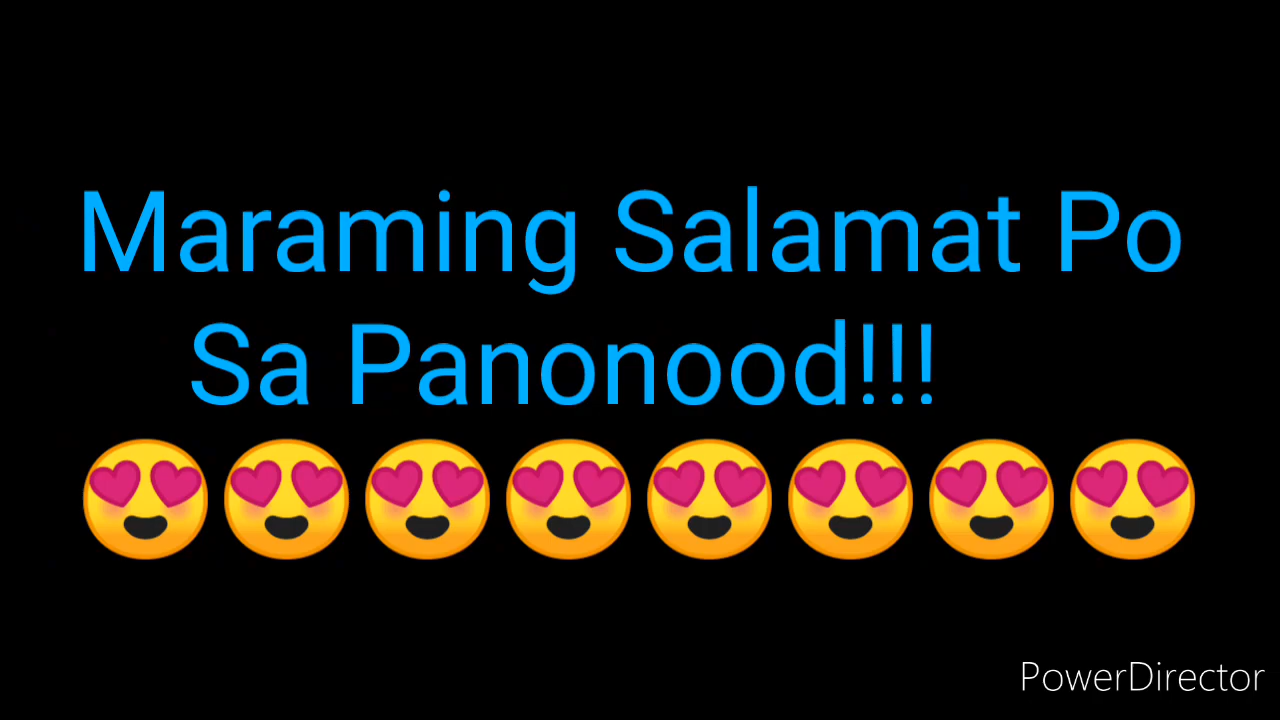 Maraming Salamat Po
Sa Panonood!!!
😍😍😍😍😍😍😍😍
PowerDirector